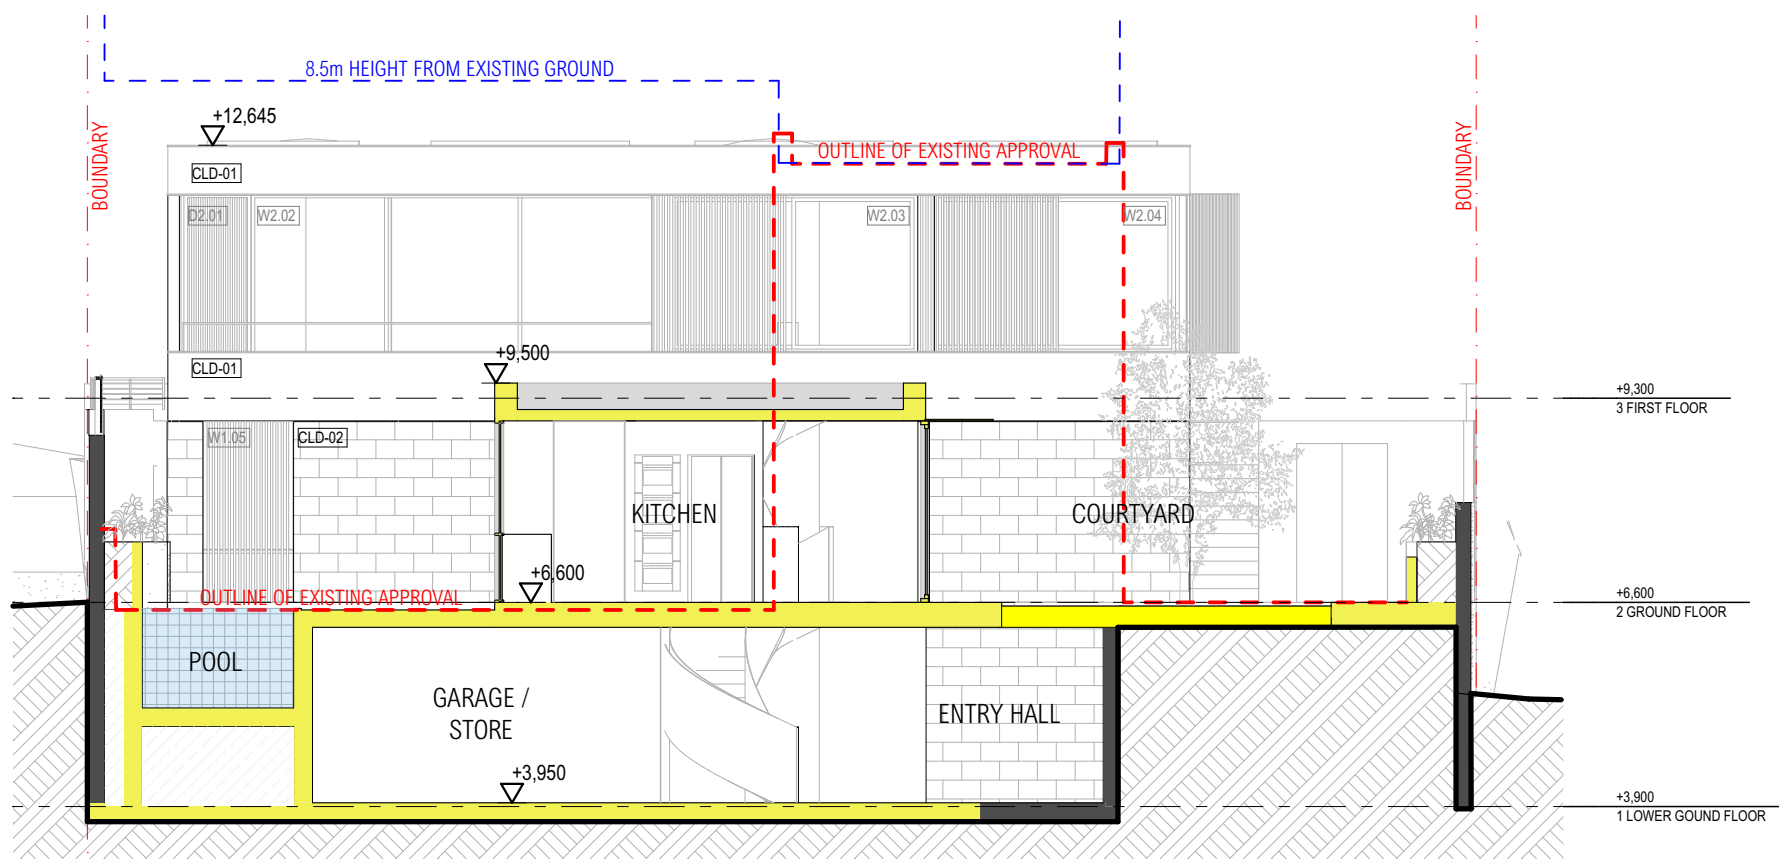 8.5m HEIGHT FROM EXISTING GROUND
+12,645
BOUNDARY
BOUNDARY
OUTLINE OF EXISTING APPROVAL
CLD-01
D2.01
W2.02
W2.03
W2.04
+9,500
CLD-01
+9,300
3 FIRST FLOOR
W1.05
CLD-02
KITCHEN
COURTYARD
+6,600
OUTLINE OF EXISTING APPROVAL
+6,600
2 GROUND FLOOR
POOL
GARAGE /
STORE
ENTRY HALL
+3,950
+3,900
1 LOWER GOUND FLOOR